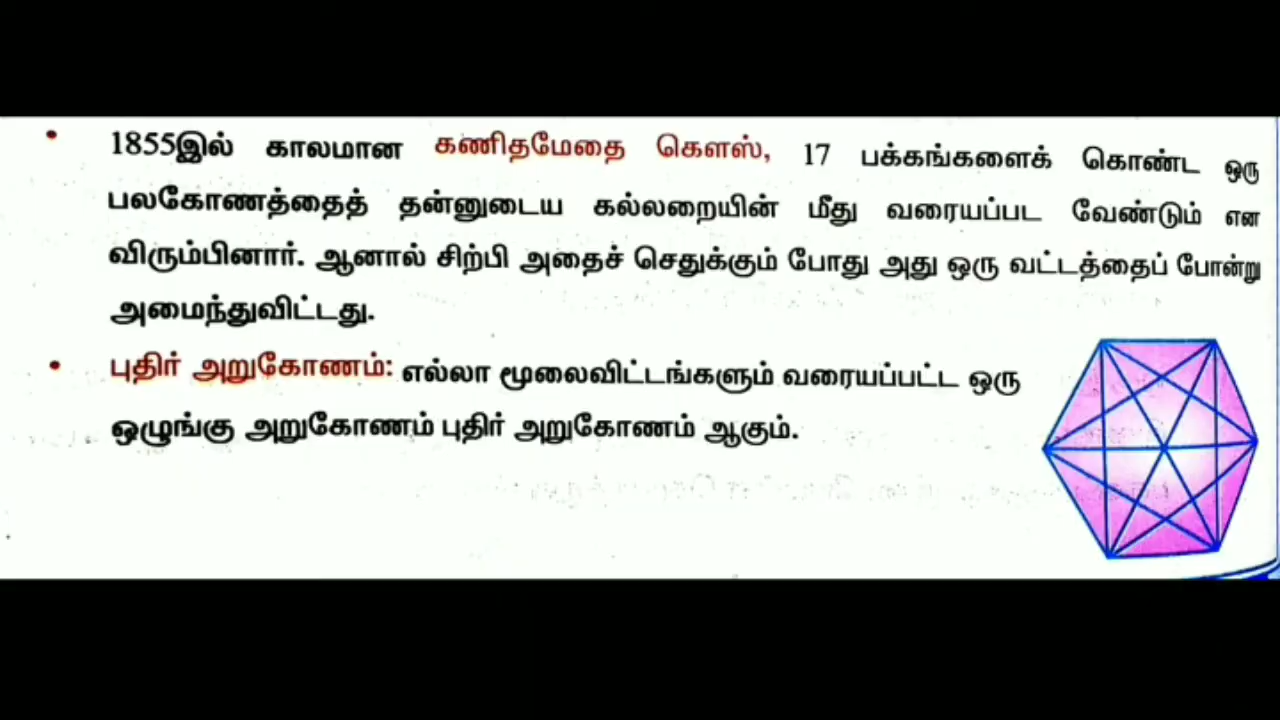 • 1855இல் காலமான கணிதமேதை கௌஸ், 17 பக்கங்களைக் கொண்ட ஒரு
பலகோணத்தைத் தன்னுடைய கல்லறையின் மீது வரையப்பட வேண்டும் என
விரும்பினார். ஆனால் சிற்பி அதைச் செதுக்கும் போது அது ஒரு வட்டத்தைப் போன்று
அமைந்துவிட்டது.
• புதிர் அறுகோணம்: எல்லா மூலைவிட்டங்களும் வரையப்பட்ட ஒரு
ஒழுங்கு அறுகோணம் புதிர் அறுகோணம் ஆகும்.